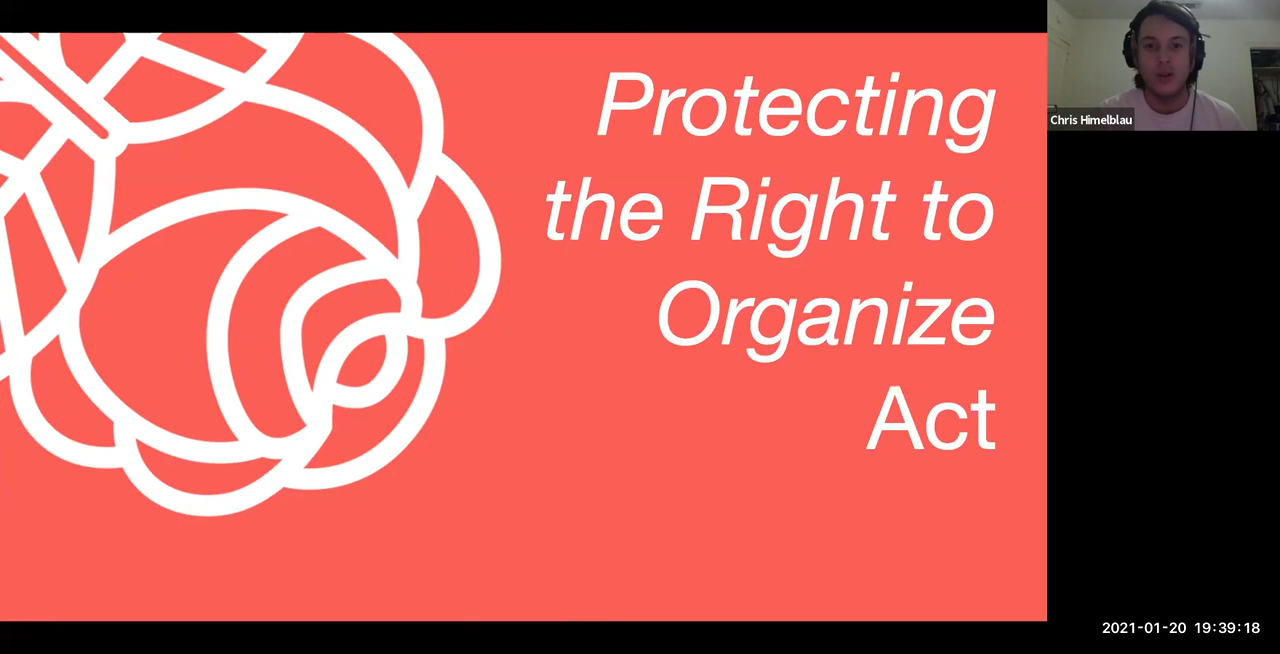 Protecting
the Right to
Organize
Act
Chris Himelblau
2021-01-20 19:39:18